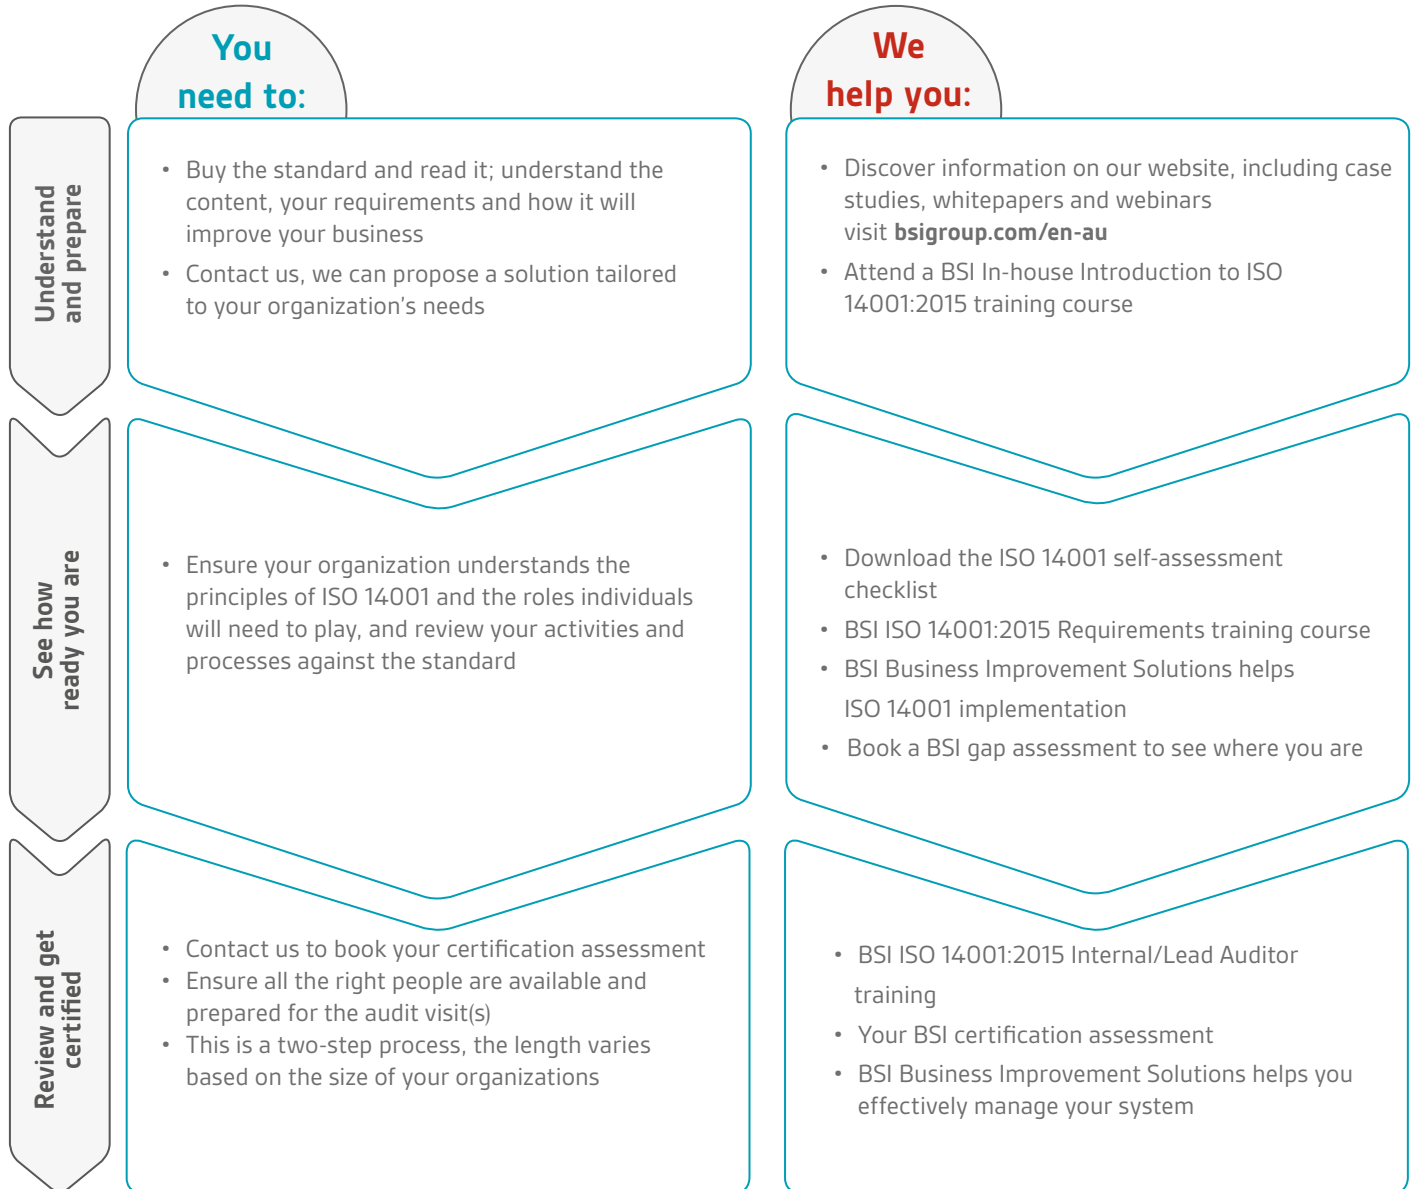 You
need to:
We
help you:
Understand
and prepare
• Buy the standard and read it; understand the
content, your requirements and how it will
improve your business
• Contact us, we can propose a solution tailored
to your organization’s needs
• Discover information on our website, including case
studies, whitepapers and webinars
visit bsigroup.com/en-au
• Attend a BSI In-house Introduction to ISO
14001:2015 training course
See how
ready you are
• Ensure your organization understands the
principles of ISO 14001 and the roles individuals
will need to play, and review your activities and
processes against the standard
• Download the ISO 14001 self-assessment
checklist
• BSI ISO 14001:2015 Requirements training course
• BSI Business Improvement Solutions helps
ISO 14001 implementation
• Book a BSI gap assessment to see where you are
Review and get
certified
• Contact us to book your certification assessment
• Ensure all the right people are available and
prepared for the audit visit(s)
• This is a two-step process, the length varies
based on the size of your organizations
• BSI ISO 14001:2015 Internal/Lead Auditor
training
• Your BSI certification assessment
• BSI Business Improvement Solutions helps you
effectively manage your system